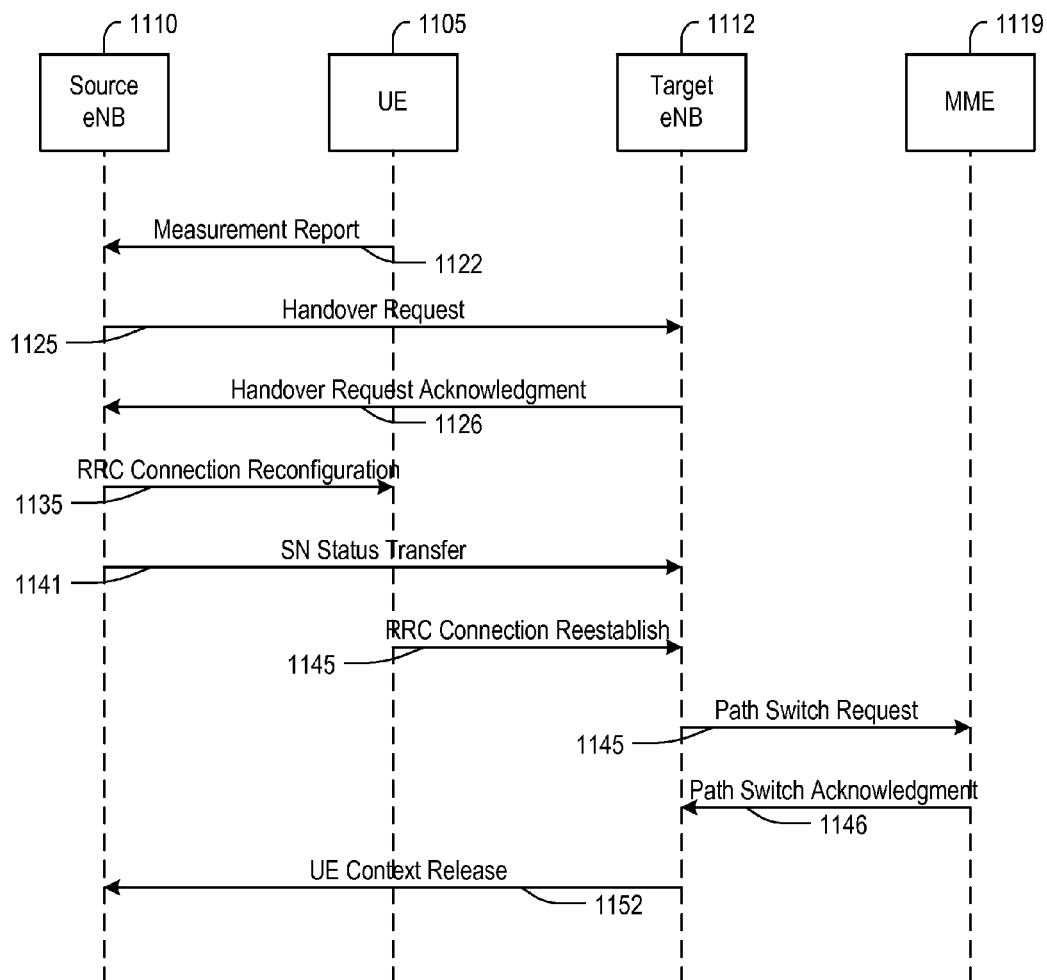 1110
1105
1112
1119
Source
eNB
UE
Target
eNB
MME
Measurement Report
1122
Handover Request
1125
Handover Request Acknowledgment
1126
RRC Connection Reconfiguration
1135
SN Status Transfer
1141
RRC Connection Reestablish
1145
Path Switch Request
1145
Path Switch Acknowledgment
1146
UE Context Release
1152